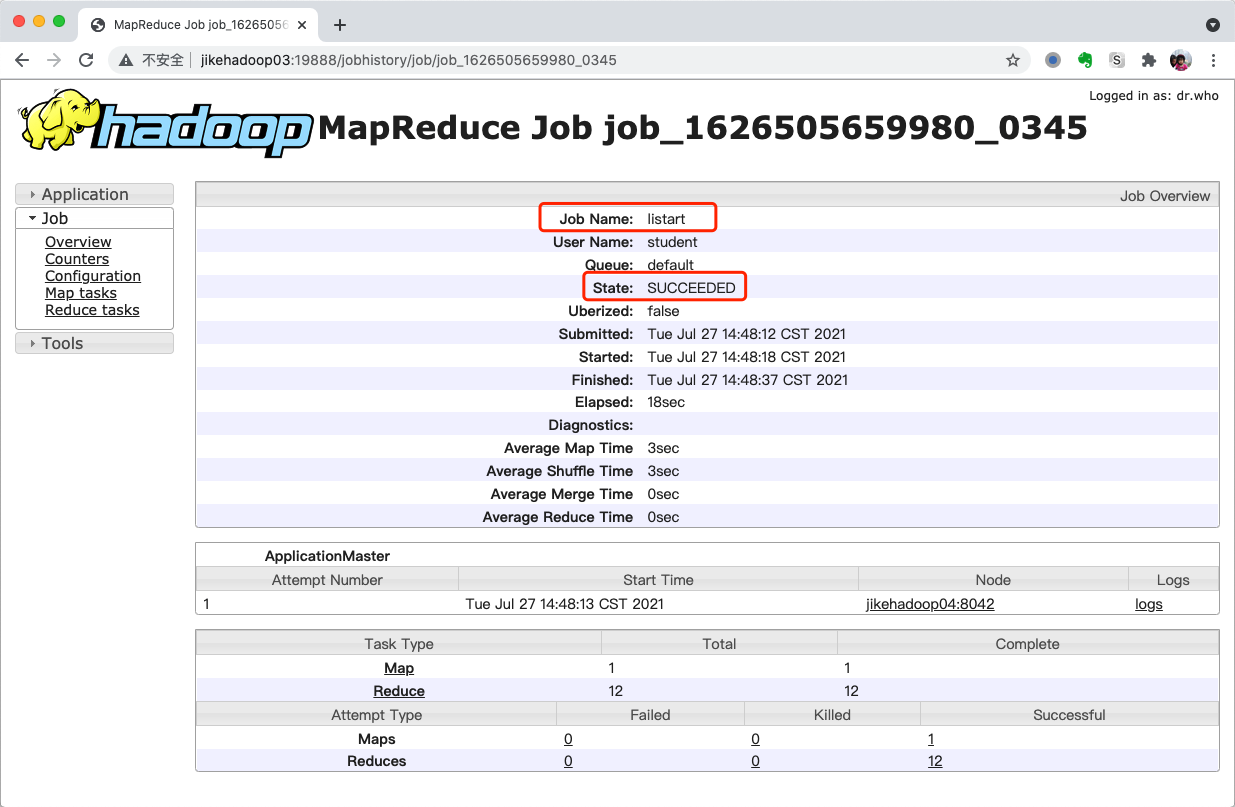 MapReduce Job job_16265056
不安全 jikehadoop03:19888/jobhistory/job/job_1626505659980_0345
S
Logged in as: dr.who
hadoop MapReduce Job job_1626505659980_0345
Application
Job
Overview
Counters
Configuration
Map tasks
Reduce tasks
Tools
Job Overview
Job Name: listart
User Name: student
Queue: default
State: SUCCEEDED
Uberized: false
Submitted: Tue Jul 27 14:48:12 CST 2021
Started: Tue Jul 27 14:48:18 CST 2021
Finished: Tue Jul 27 14:48:37 CST 2021
Elapsed: 18sec
Diagnostics:
Average Map Time 3sec
Average Shuffle Time 3sec
Average Merge Time 0sec
Average Reduce Time 0sec
ApplicationMaster
Attempt Number Start Time Node Logs
1 Tue Jul 27 14:48:13 CST 2021 jikehadoop04:8042 logs
Task Type Total Complete
Map 1 1
Reduce 12 12
Attempt Type Failed Killed Successful
Maps 0 0 1
Reduces 0 0 12